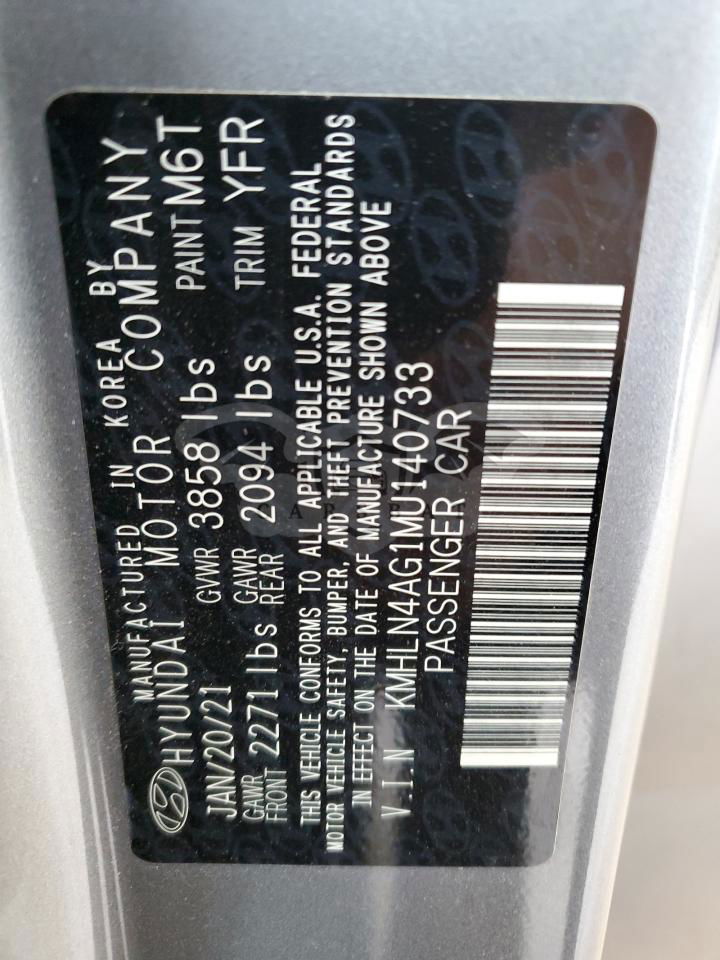 MANUFACTURED IN KOREA BY
HYUNDAI MOTOR COMPANY
JAN/20/21 GVWR 3858 lbs PAINT M6T
GAWR FRONT 2271 lbs GAWR REAR 2094 lbs TRIM YFR
THIS VEHICLE CONFORMS TO ALL APPLICABLE U.S.A. FEDERAL
MOTOR VEHICLE SAFETY, BUMPER, AND THEFT PREVENTION STANDARDS
IN EFFECT ON THE DATE OF MANUFACTURE SHOWN ABOVE
V.I.N KMHLN4AG1MU140733
PASSENGER CAR